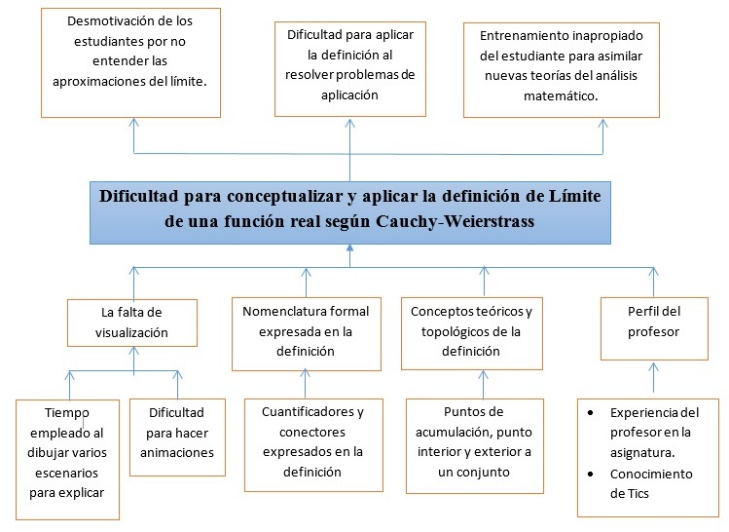 Desmotivación de los
estudiantes por no
entender las
aproximaciones del límite.
Dificultad para aplicar
la definición al
resolver problemas de
aplicación
Entrenamiento inapropiado
del estudiante para asimilar
nuevas teorías del análisis
matemático.
Dificultad para conceptualizar y aplicar la definición de Límite
de una función real según Cauchy-Weierstrass
La falta de
visualización
Nomenclatura formal
expresada en la
definición
Conceptos teóricos y
topológicos de la
definición
Perfil del
profesor
Tiempo
empleado al
dibujar varios
escenarios
para explicar
Dificultad
para hacer
animaciones
Cuantificadores y
conectores
expresados en la
definición
Puntos de
acumulación, punto
interior y exterior a
un conjunto
• Experiencia del
profesor en la
asignatura.
• Conocimiento
de Tics